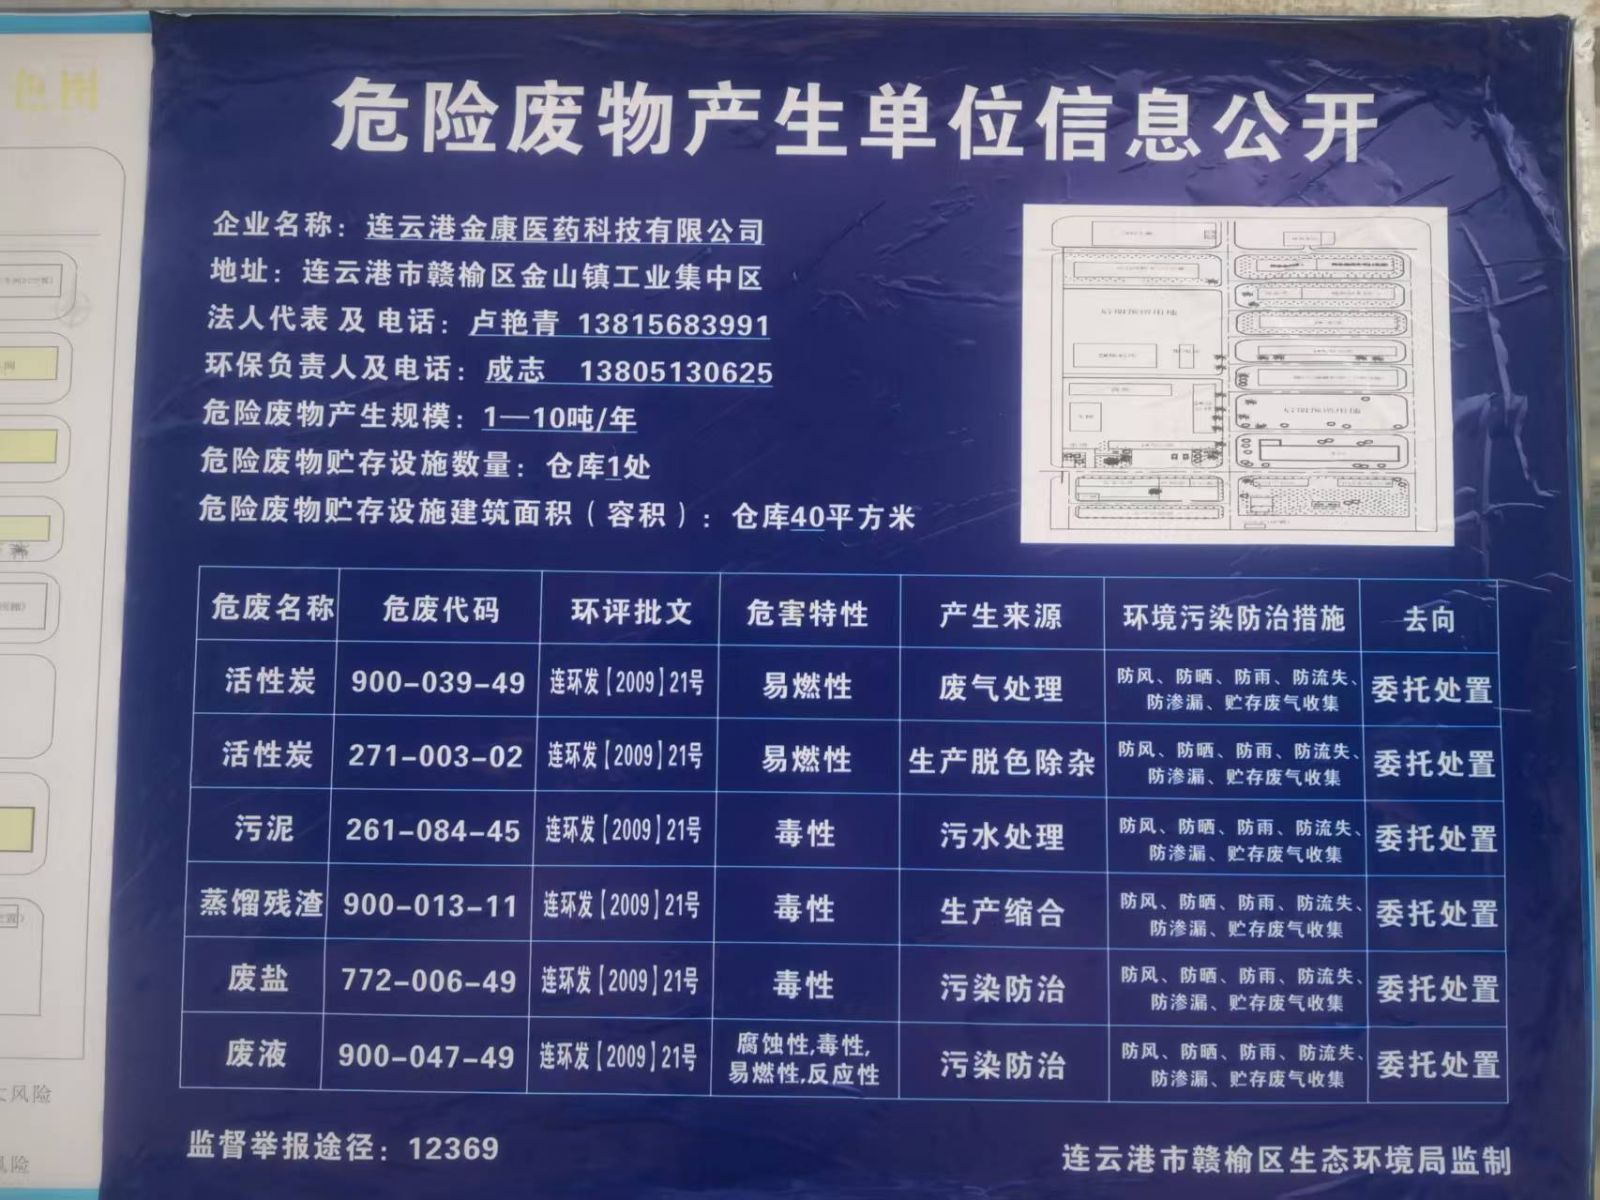 危险废物产生单位信息公开
企业名称：连云港金康医药科技有限公司
地址：连云港市赣榆区金山镇工业集中区
法人代表 及 电话：卢艳青 13815683991
环保负责人及电话：成志 13805130625
危险废物产生规模：1—10吨/年
危险废物贮存设施数量：仓库1处
危险废物贮存设施建筑面积（容积）：仓库40平方米
危废名称 危废代码 环评批文 危害特性 产生来源 环境污染防治措施 去向
活性炭 900-039-49 连环发【2009】21号 易燃性 废气处理 防风、防晒、防雨、防流失、 委托处置
防渗漏、贮存废气收集
活性炭 271-003-02 连环发【2009】21号 易燃性 生产脱色除杂 防风、防晒、防雨、防流失、 委托处置
防渗漏、贮存废气收集
污泥 261-084-45 连环发【2009】21号 毒性 污水处理 防风、防晒、防雨、防流失、 委托处置
防渗漏、贮存废气收集
蒸馏残渣 900-013-11 连环发【2009】21号 毒性 生产缩合 防风、防晒、防雨、防流失、 委托处置
防渗漏、贮存废气收集
废盐 772-006-49 连环发【2009】21号 毒性 污染防治 防风、防晒、防雨、防流失、 委托处置
防渗漏、贮存废气收集
废液 900-047-49 连环发【2009】21号 腐蚀性,毒性, 污染防治 防风、防晒、防雨、防流失、 委托处置
易燃性,反应性 防渗漏、贮存废气收集
监督举报途径：12369
连云港市赣榆区生态环境局监制
色图
风险
风险